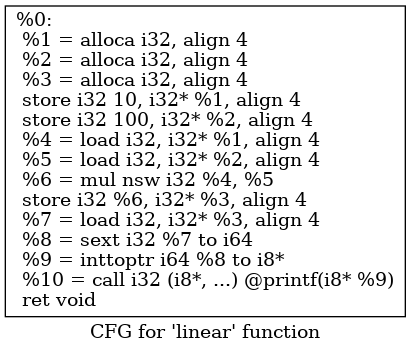 %0:
%1 = alloca i32, align 4
%2 = alloca i32, align 4
%3 = alloca i32, align 4
store i32 10, i32* %1, align 4
store i32 100, i32* %2, align 4
%4 = load i32, i32* %1, align 4
%5 = load i32, i32* %2, align 4
%6 = mul nsw i32 %4, %5
store i32 %6, i32* %3, align 4
%7 = load i32, i32* %3, align 4
%8 = sext i32 %7 to i64
%9 = inttoptr i64 %8 to i8*
%10 = call i32 (i8*, ...) @printf(i8* %9)
ret void
CFG for 'linear' function